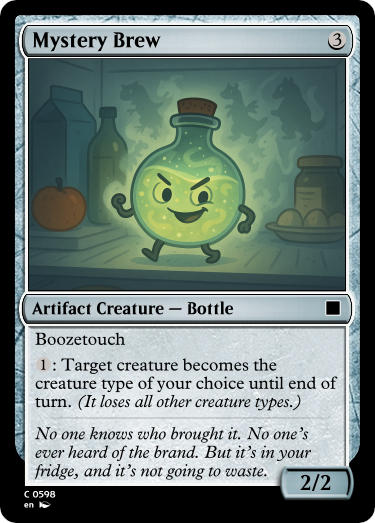 Mystery Brew
3
Artifact Creature — Bottle
Boozetouch
1: Target creature becomes the
creature type of your choice until end of
turn. (It loses all other creature types.)
No one knows who brought it. No one's
ever heard of the brand. But it's in your
fridge, and it's not going to waste.
2/2
C 0598
en